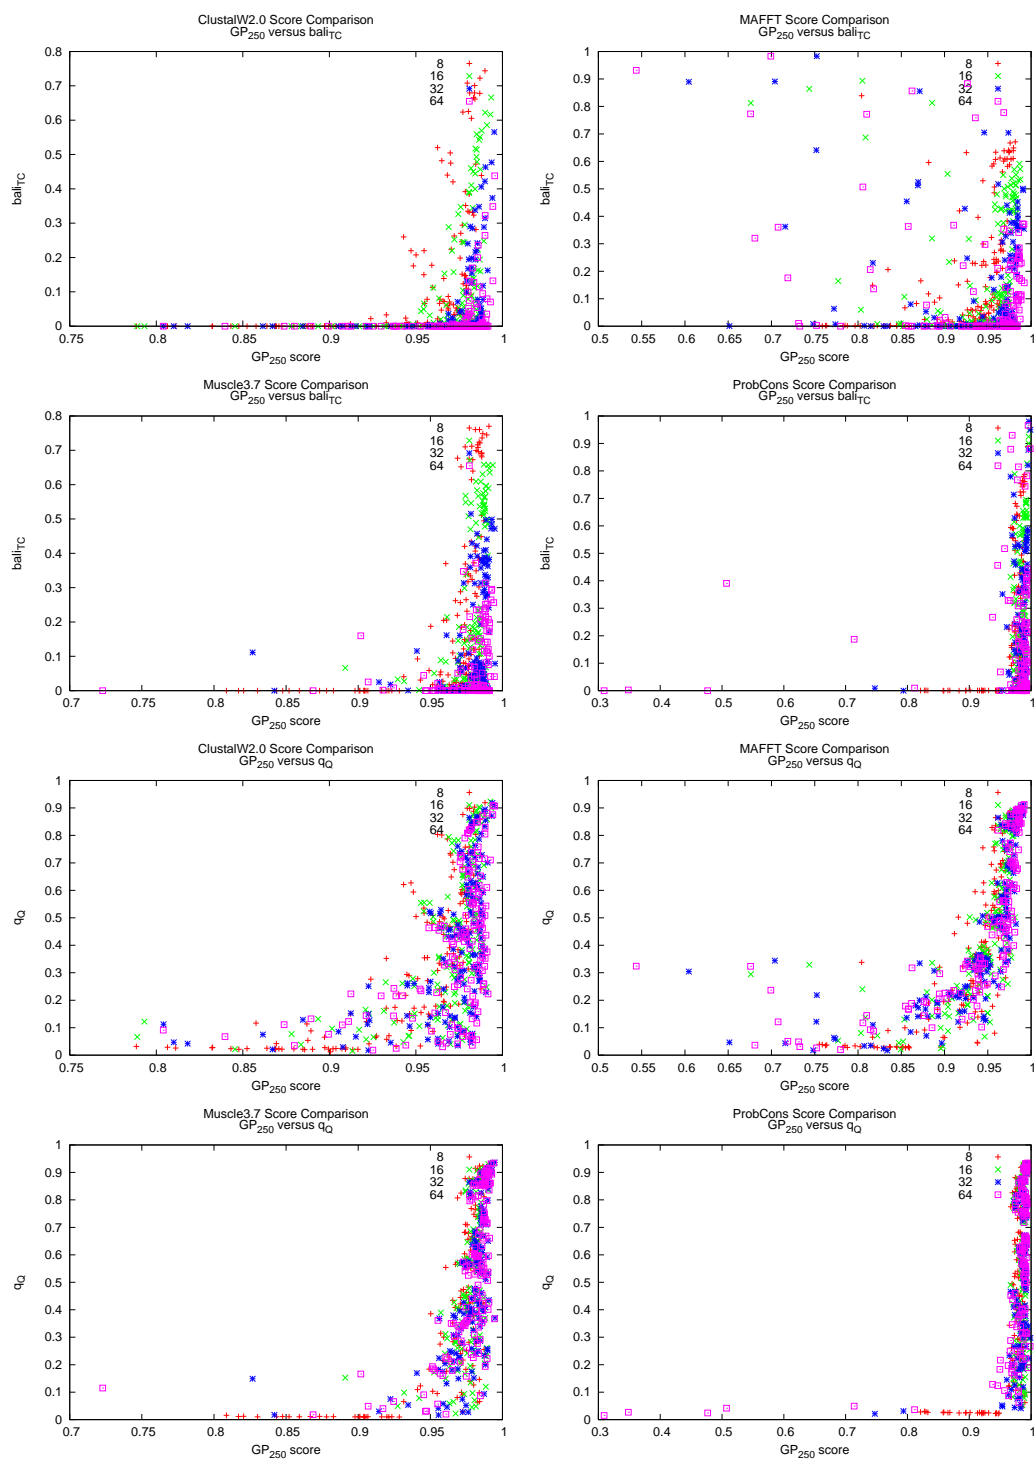 ClustalW2.0 Score Comparison
GP250 versus baliTC
0.8
0.7
0.6
0.5
0.4
0.3
0.2
0.1
0
0.75 0.8 0.85 0.9 0.95 1
baliTC
GP250 score
8
16
32
64
MAFFT Score Comparison
GP250 versus baliTC
1
0.9
0.8
0.7
0.6
0.5
0.4
0.3
0.2
0.1
0
0.5 0.55 0.6 0.65 0.7 0.75 0.8 0.85 0.9 0.95 1
baliTC
GP250 score
8
16
32
64
Muscle3.7 Score Comparison
GP250 versus baliTC
0.8
0.7
0.6
0.5
0.4
0.3
0.2
0.1
0
0.7 0.75 0.8 0.85 0.9 0.95 1
baliTC
GP250 score
8
16
32
64
ProbCons Score Comparison
GP250 versus baliTC
1
0.9
0.8
0.7
0.6
0.5
0.4
0.3
0.2
0.1
0
0.3 0.4 0.5 0.6 0.7 0.8 0.9 1
baliTC
GP250 score
8
16
32
64
ClustalW2.0 Score Comparison
GP250 versus qQ
1
0.9
0.8
0.7
0.6
0.5
0.4
0.3
0.2
0.1
0
0.75 0.8 0.85 0.9 0.95 1
qQ
GP250 score
8
16
32
64
MAFFT Score Comparison
GP250 versus qQ
1
0.9
0.8
0.7
0.6
0.5
0.4
0.3
0.2
0.1
0
0.5 0.55 0.6 0.65 0.7 0.75 0.8 0.85 0.9 0.95 1
qQ
GP250 score
8
16
32
64
Muscle3.7 Score Comparison
GP250 versus qQ
1
0.9
0.8
0.7
0.6
0.5
0.4
0.3
0.2
0.1
0
0.7 0.75 0.8 0.85 0.9 0.95 1
qQ
GP250 score
8
16
32
64
ProbCons Score Comparison
GP250 versus qQ
1
0.9
0.8
0.7
0.6
0.5
0.4
0.3
0.2
0.1
0
0.3 0.4 0.5 0.6 0.7 0.8 0.9 1
qQ
GP250 score
8
16
32
64